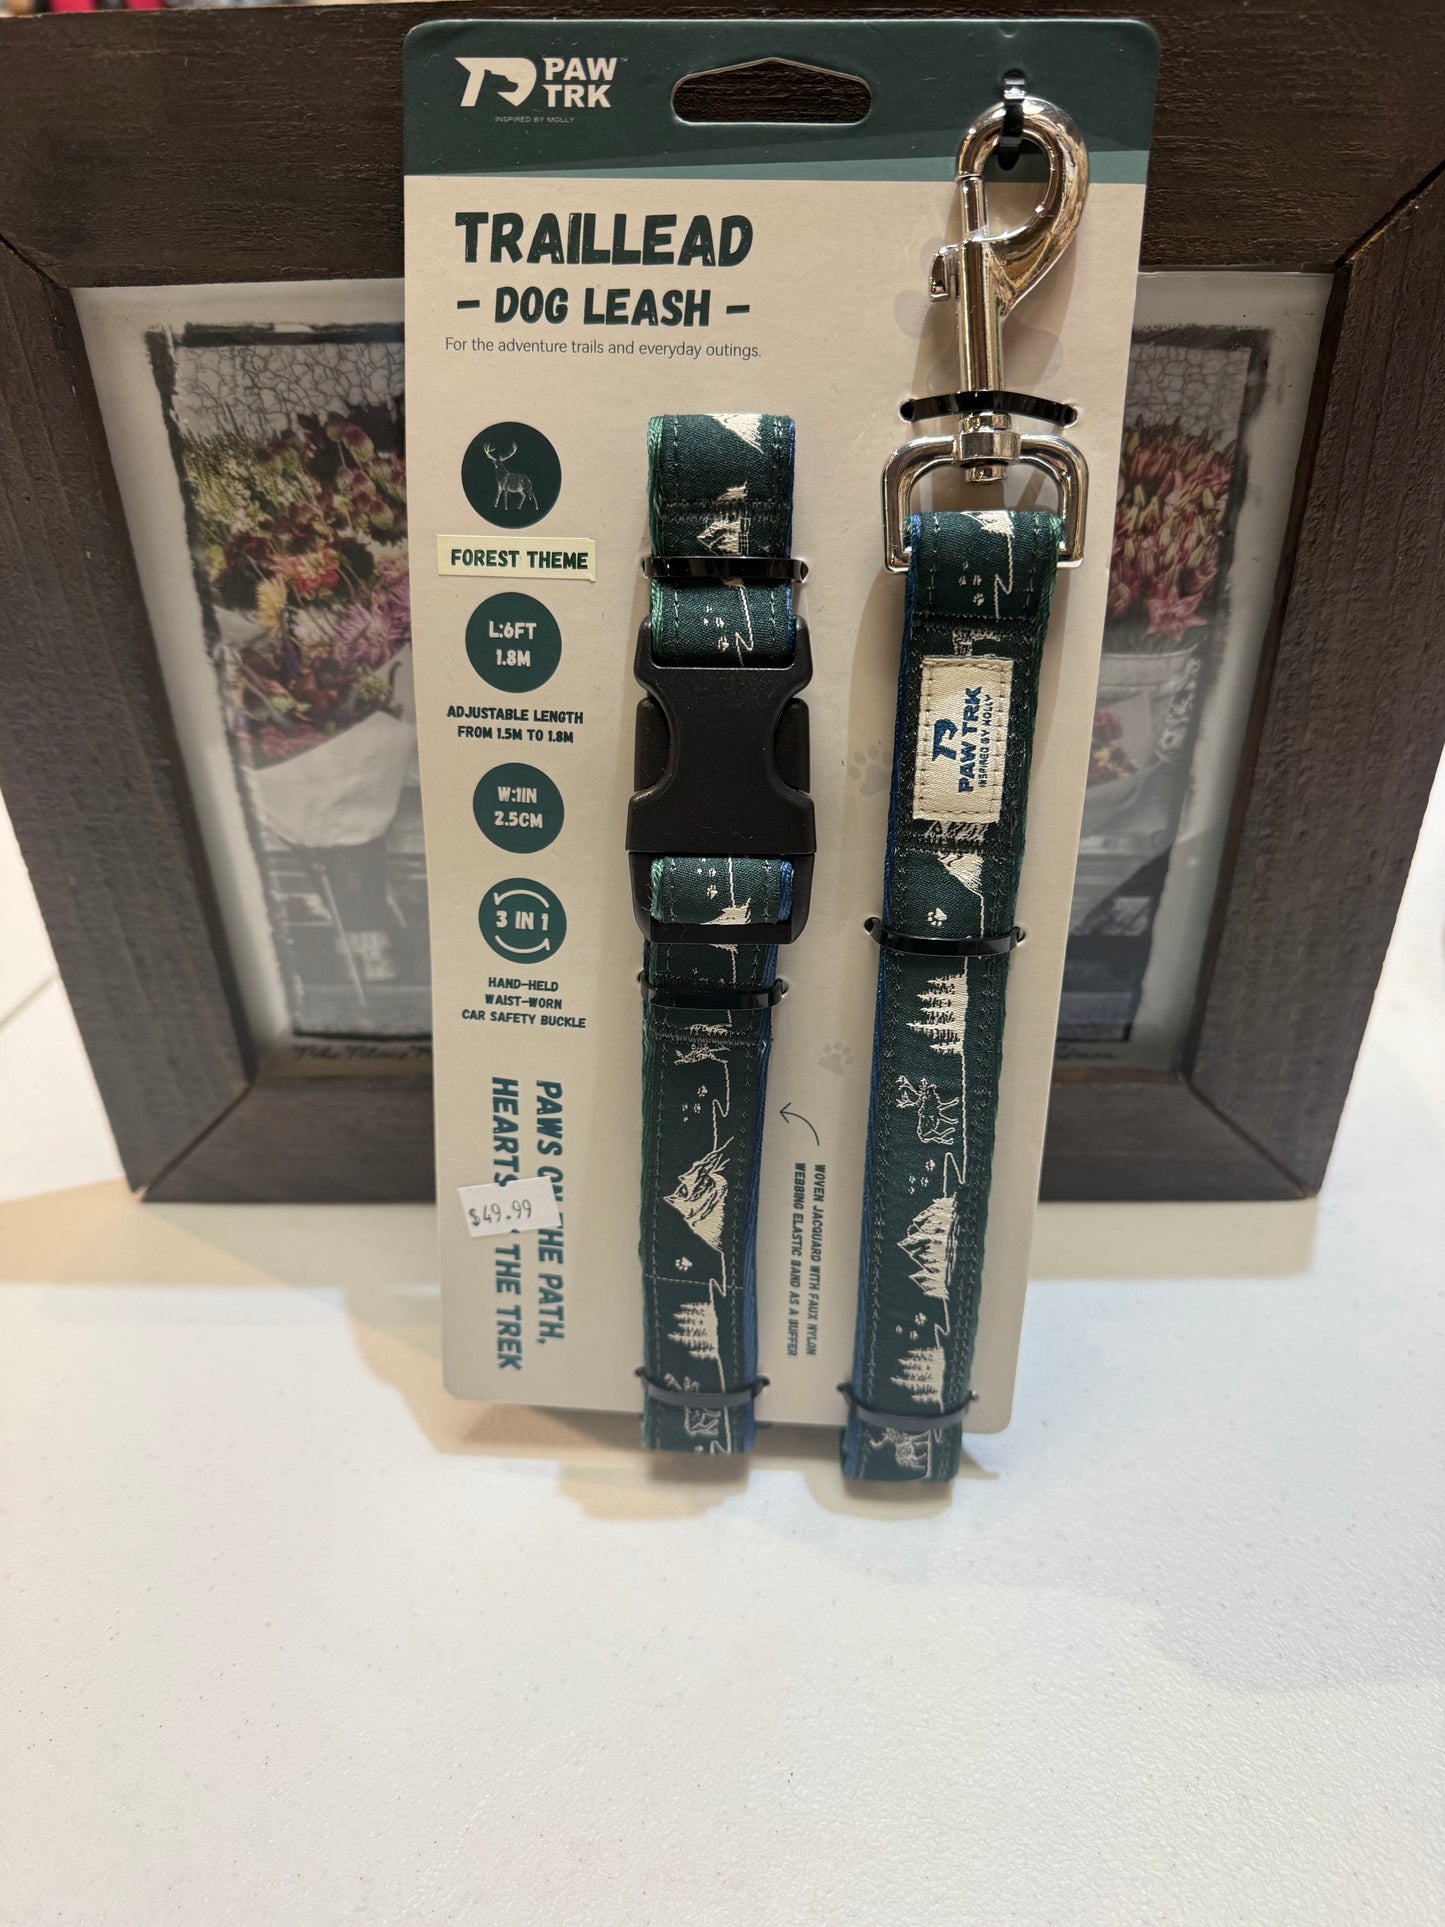 PAW
TRK
INSPIRED BY MOLLY
TRAILLEAD
- DOG LEASH -
For the adventure trails and everyday outings.
FOREST THEME
L:6FT
1.8M
ADJUSTABLE LENGTH
FROM 1.5M TO 1.8M
W:1IN
2.5CM
3 IN 1
HAND-HELD
WAIST-WORN
CAR SAFETY BUCKLE
PAWS ON THE PATH,
HEARTS THE TREK
$49.99
WOVEN JACQUARD WITH FAUX NYLON
WEBBING ELASTIC BAND AS A BUFFER
PAW TRK
INSPIRED BY MOLLY